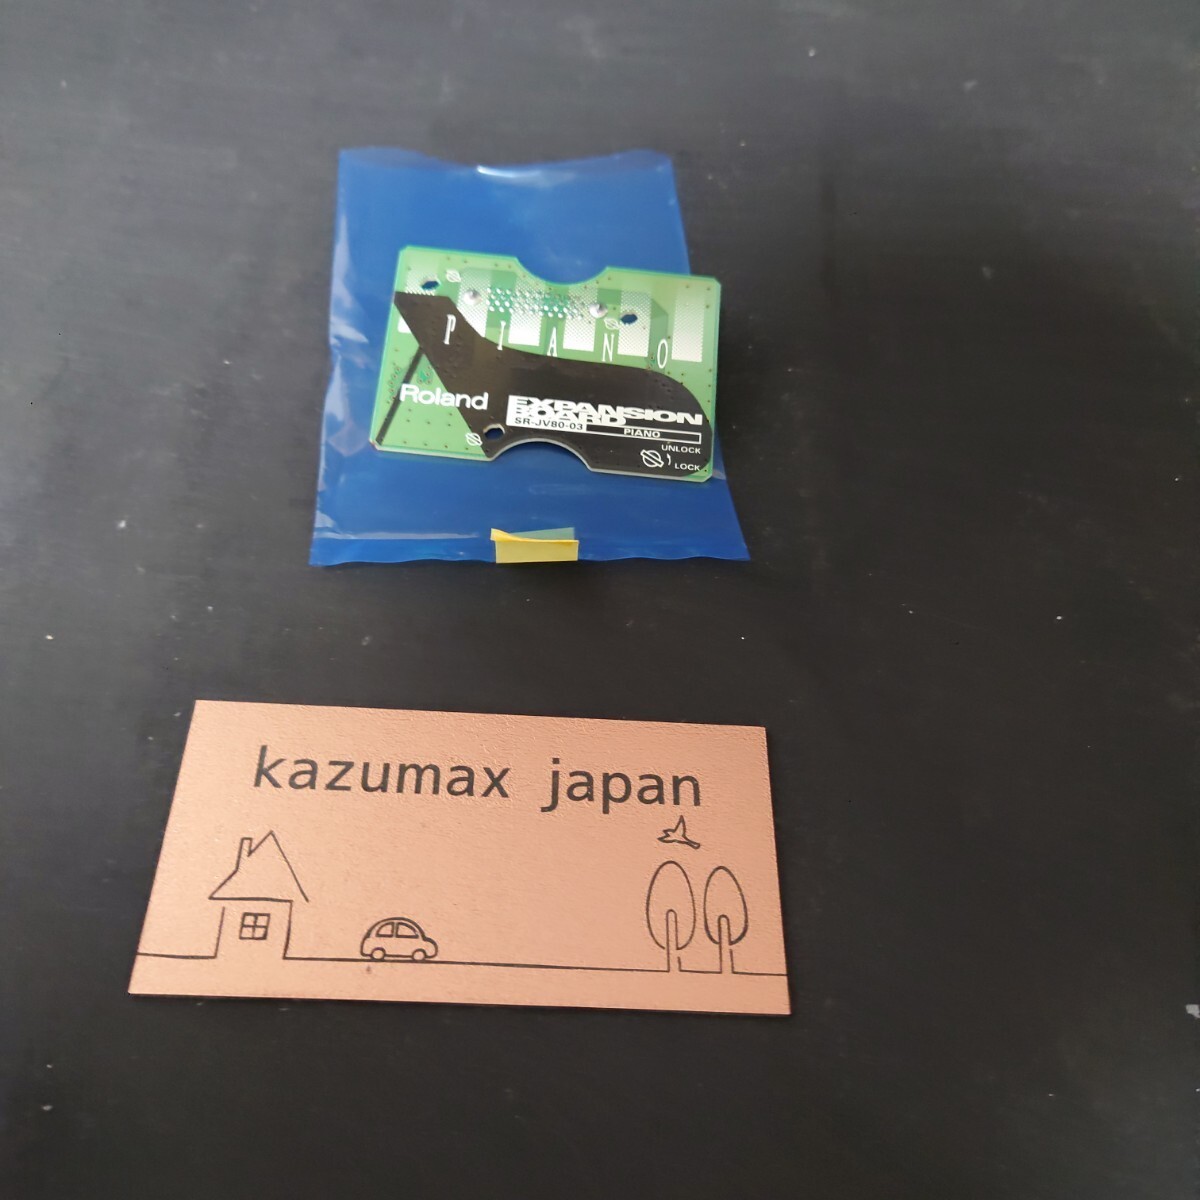 PIANO
Roland
EXPANSION
BOARD
SR-JV80-03
PIANO
UNLOCK
LOCK
kazumax japan